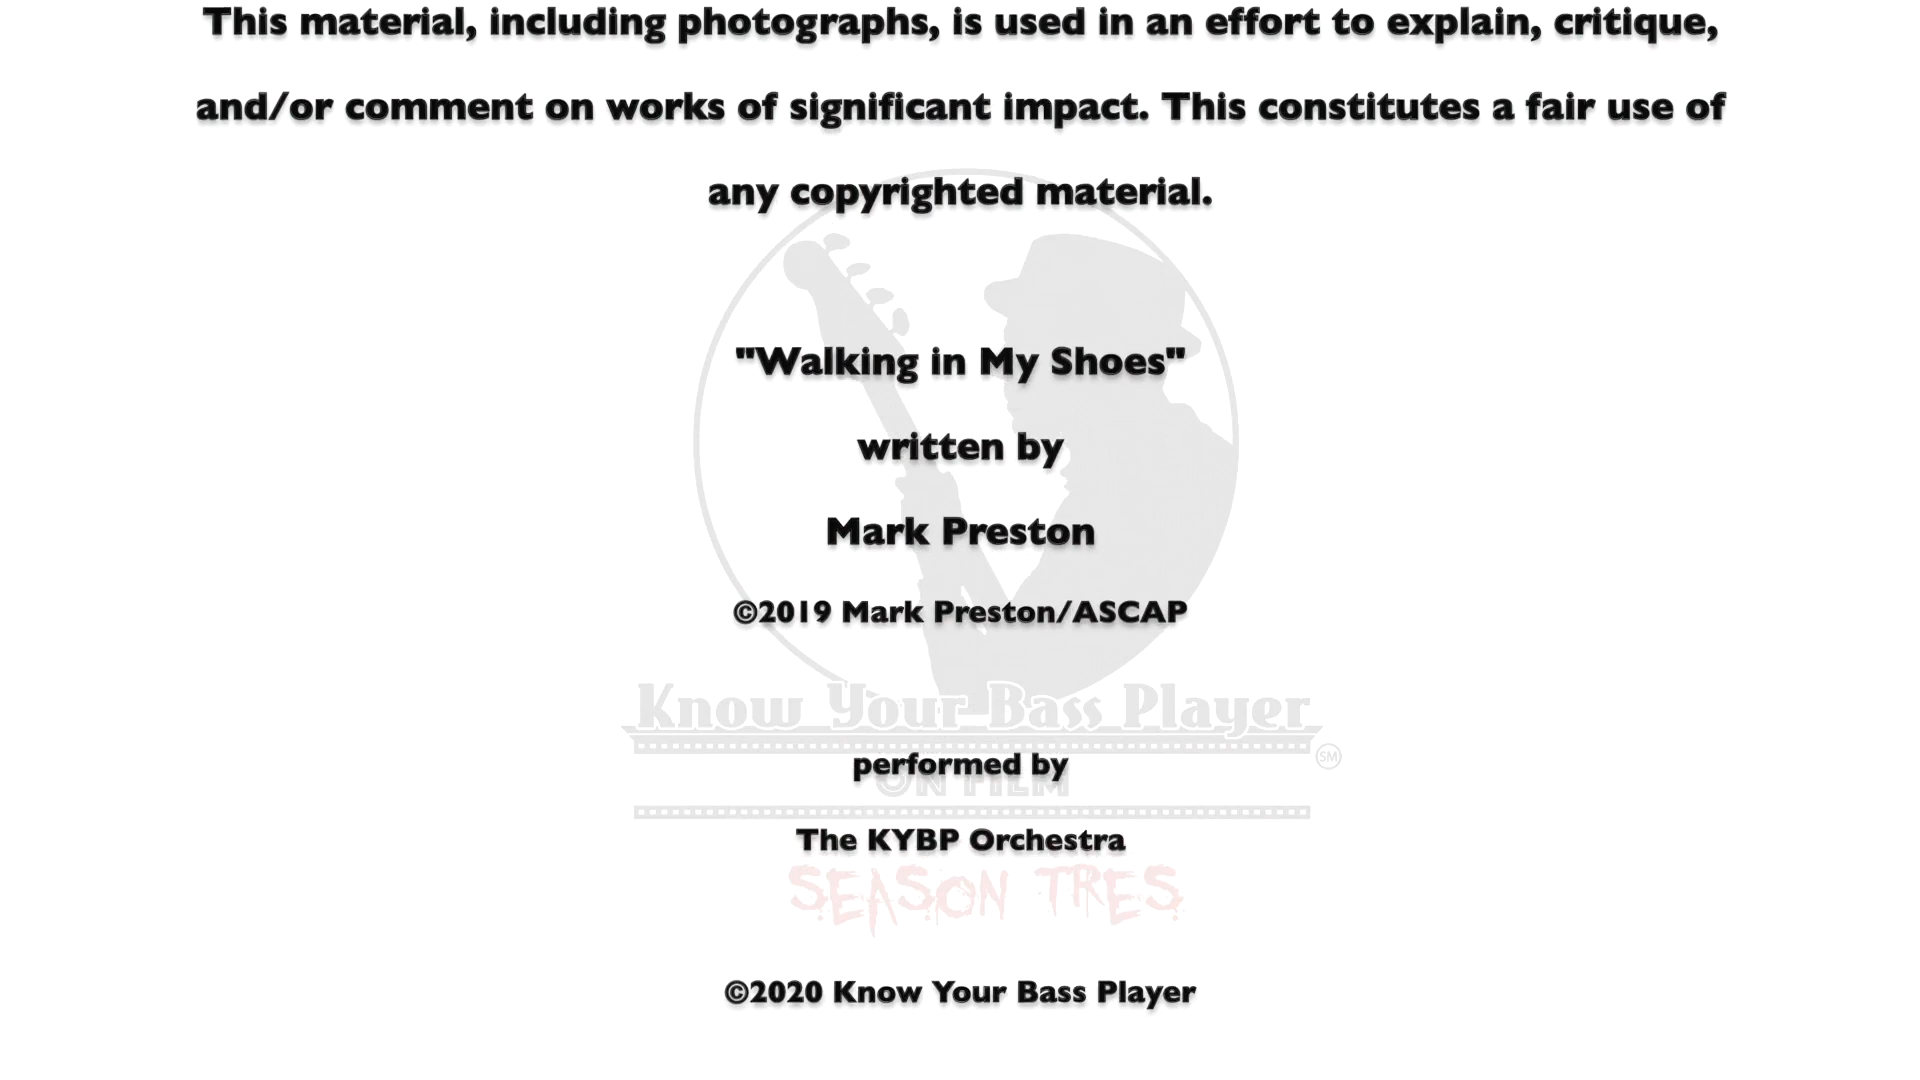 This material, including photographs, is used in an effort to explain, critique,
and/or comment on works of significant impact. This constitutes a fair use of
any copyrighted material.
"Walking in My Shoes"
written by
Mark Preston
©2019 Mark Preston/ASCAP
Know Your Bass Player
SM
performed by
ON FILM
The KYBP Orchestra
SEASON TRES
©2020 Know Your Bass Player